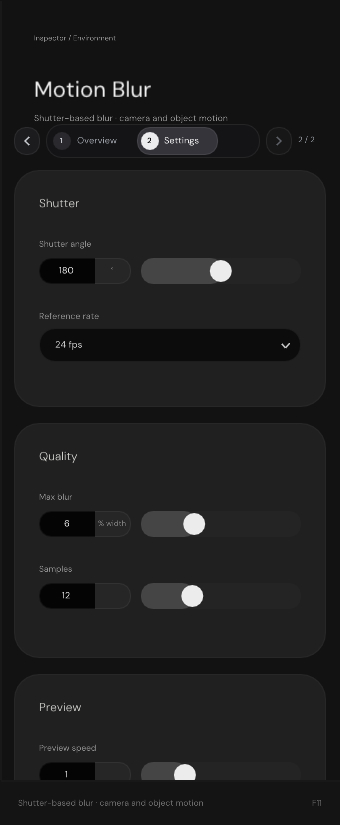 Inspector / Environment
Motion Blur
Shutter-based blur · camera and object motion
1 Overview 2 Settings 2 / 2
Shutter
Shutter angle
180 °
Reference rate
24 fps
Quality
Max blur
6 % width
Samples
12
Preview
Preview speed
1
Shutter-based blur · camera and object motion F11